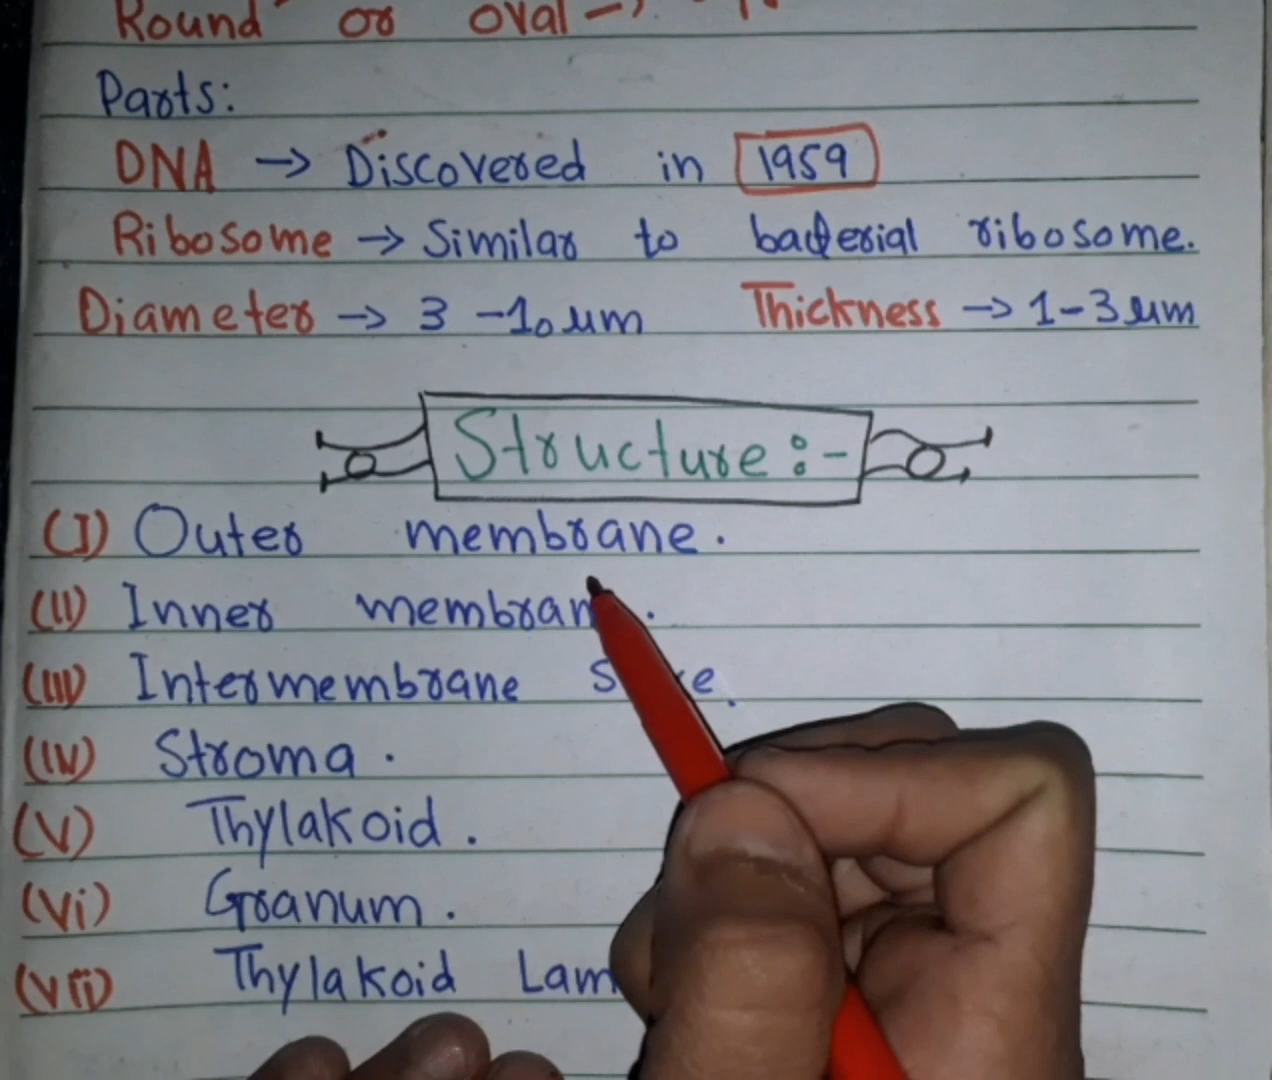 Round or oval →
Parts:
DNA → Discovered in 1959
Ribosome → Similar to bacterial ribosome.
Diameter → 3 - 10 µm Thickness → 1 - 3 µm
Structure :-
(I) Outer membrane.
(II) Inner membran.
(III) Intermembrane
(IV) Stroma.
(V) Thylakoid.
(Vi) Granum.
(Vii) Thylakoid Lam